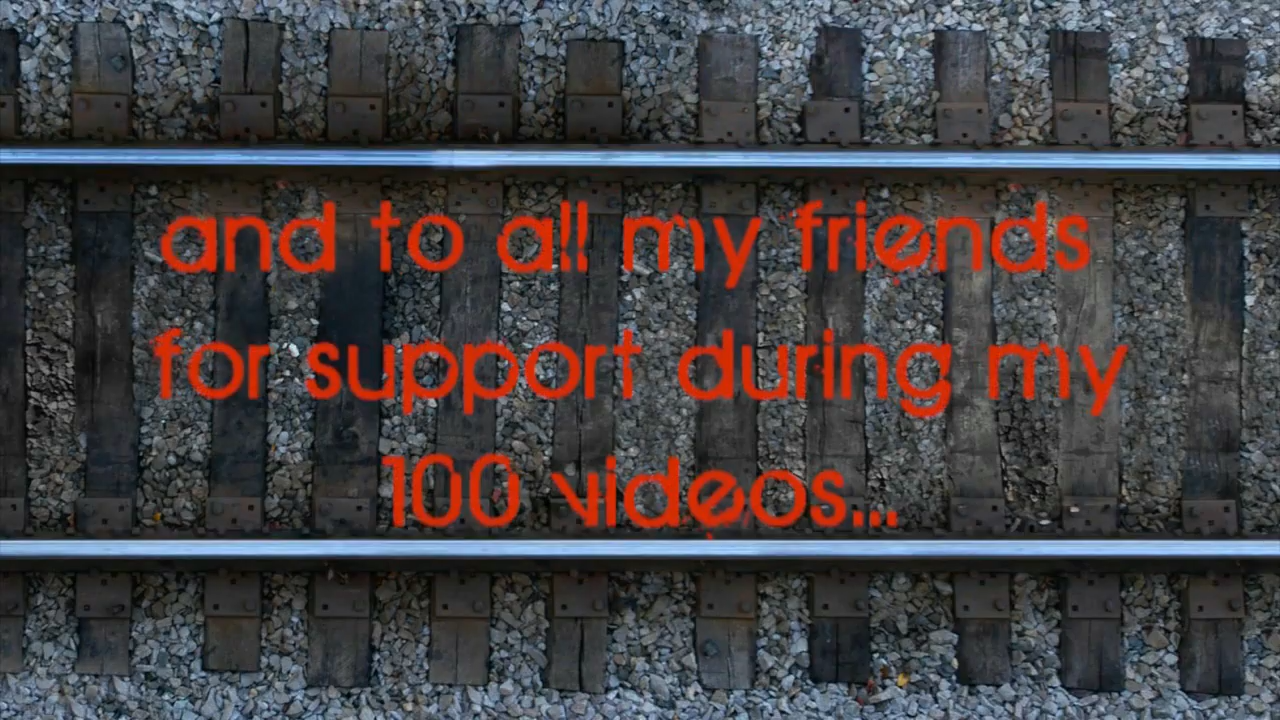 and to all my friends
for support during my
100 videos...